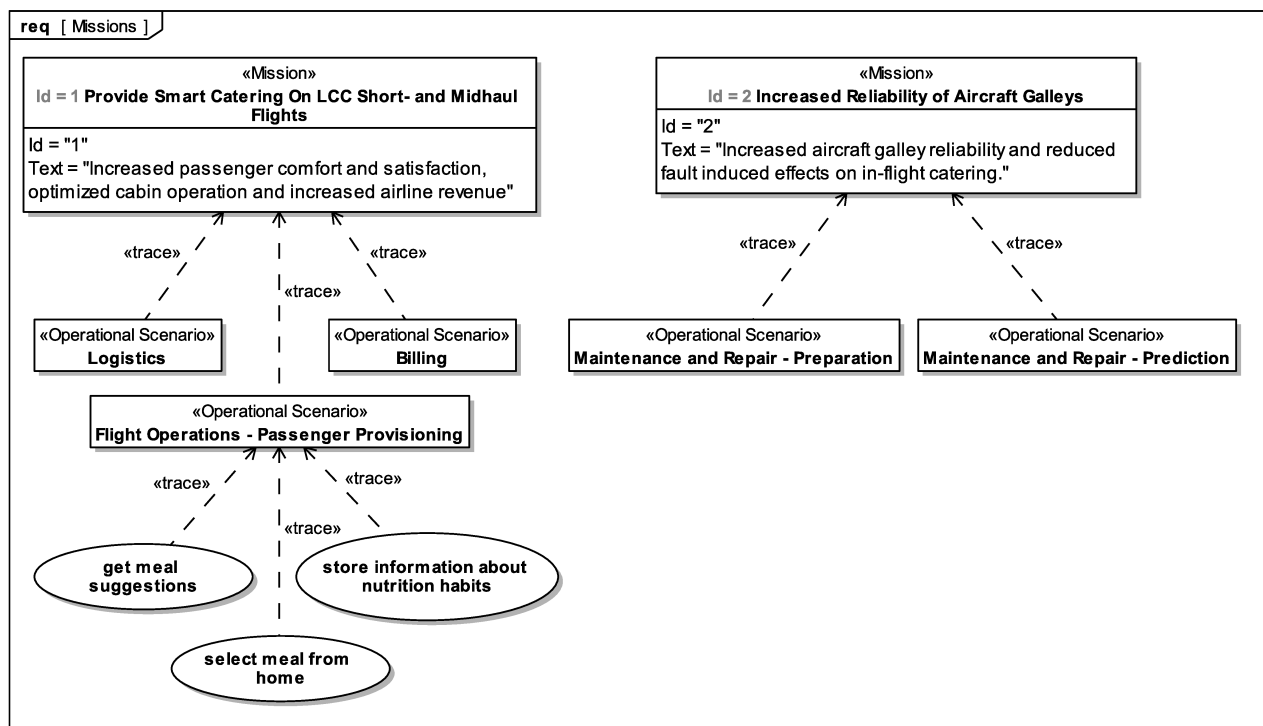 req [ Missions ]
«Mission»
Id = 1 Provide Smart Catering On LCC Short- and Midhaul
Flights
Id = "1"
Text = "Increased passenger comfort and satisfaction,
optimized cabin operation and increased airline revenue"
«Mission»
Id = 2 Increased Reliability of Aircraft Galleys
Id = "2"
Text = "Increased aircraft galley reliability and reduced
fault induced effects on in-flight catering."
«trace»
«trace»
«trace»
«trace»
«trace»
«Operational Scenario»
Logistics
«Operational Scenario»
Billing
«Operational Scenario»
Maintenance and Repair - Preparation
«Operational Scenario»
Maintenance and Repair - Prediction
«Operational Scenario»
Flight Operations - Passenger Provisioning
«trace»
«trace»
«trace»
get meal
suggestions
store information about
nutrition habits
select meal from
home